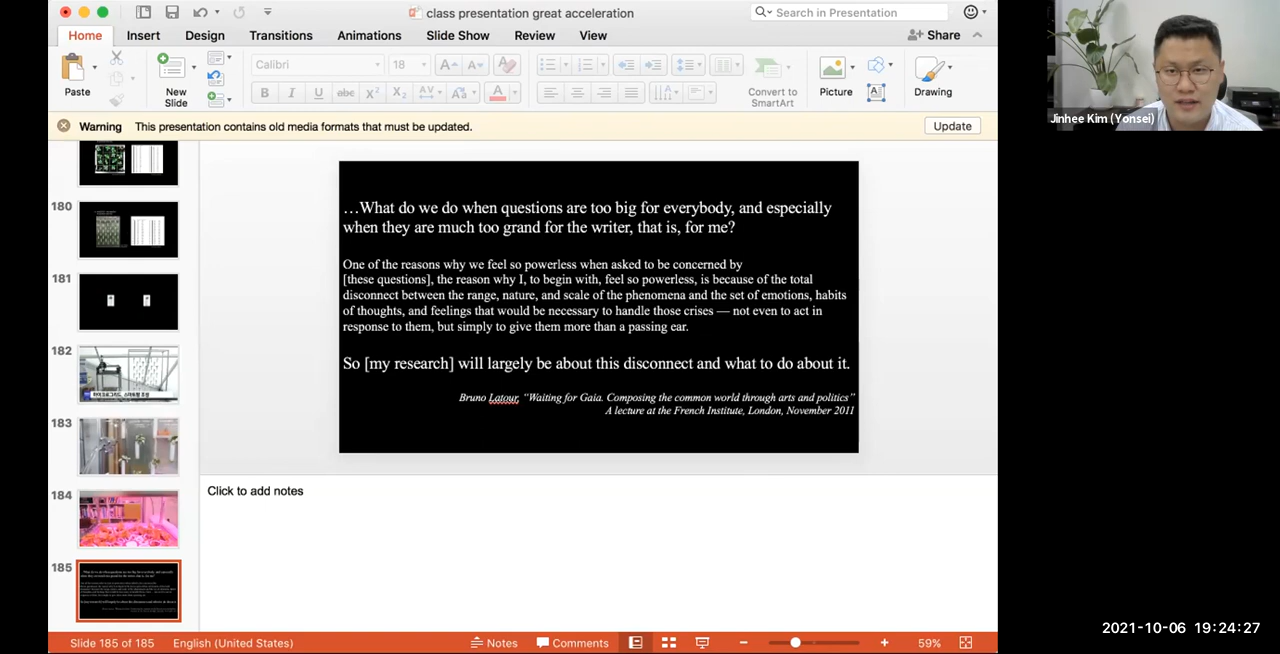 class presentation great acceleration
Search in Presentation
Home Insert Design Transitions Animations Slide Show Review View Share
Paste
New
Slide
Calibri 18
B I U abc X² X₂ AV A
Convert to
SmartArt
Picture
A
Drawing
Warning This presentation contains old media formats that must be updated. Update
180
181
182
183
184
185
…What do we do when questions are too big for everybody, and especially
when they are much too grand for the writer, that is, for me?
One of the reasons why we feel so powerless when asked to be concerned by
[these questions], the reason why I, to begin with, feel so powerless, is because of the total
disconnect between the range, nature, and scale of the phenomena and the set of emotions, habits
of thoughts, and feelings that would be necessary to handle those crises — not even to act in
response to them, but simply to give them more than a passing ear.
So [my research] will largely be about this disconnect and what to do about it.
Bruno Latour, “Waiting for Gaia. Composing the common world through arts and politics”
A lecture at the French Institute, London, November 2011
Click to add notes
Slide 185 of 185 English (United States) Notes Comments 59%
Jinhee Kim (Yonsei)
2021-10-06 19:24:27